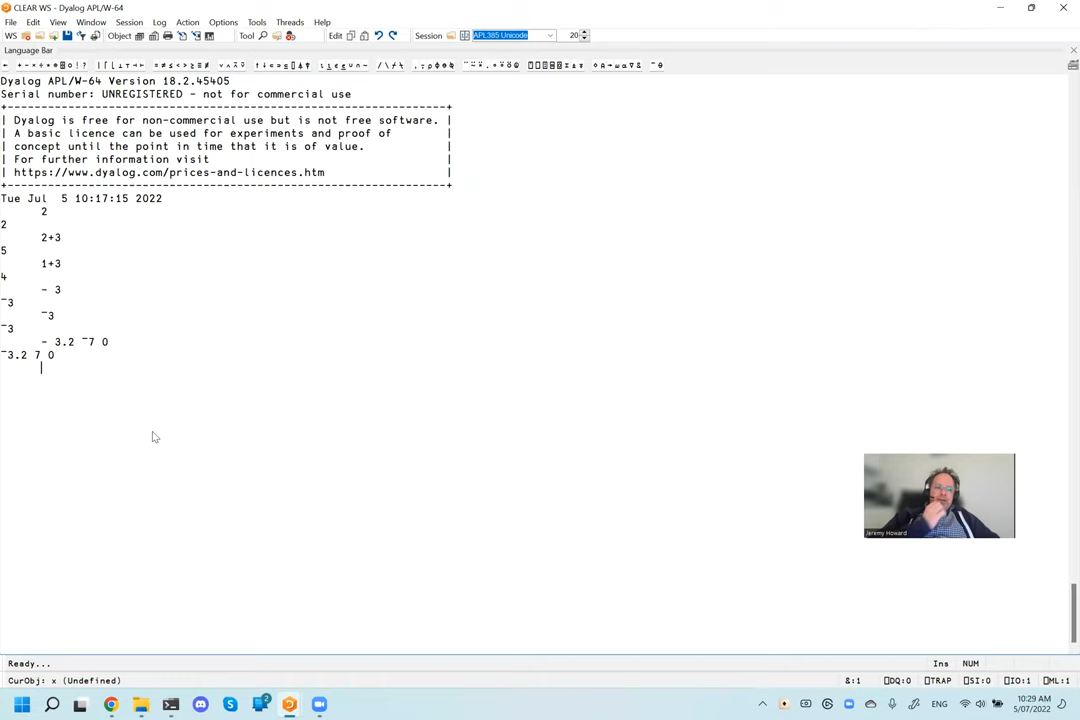 CLEAR WS - Dyalog APL/W-64
File Edit View Window Session Log Action Options Tools Threads Help
WS Object Tool Edit Session APL385 Unicode 20
Language Bar
Dyalog APL/W-64 Version 18.2.45405
Serial number: UNREGISTERED - not for commercial use
+--------------------------------------------------------------+
| Dyalog is free for non-commercial use but is not free software. |
| A basic licence can be used for experiments and proof of |
| concept until the point in time that it is of value. |
| For further information visit |
| https://www.dyalog.com/prices-and-licences.htm |
+--------------------------------------------------------------+
Tue Jul  5 10:17:15 2022
2
2
2+3
5
1+3
4
- 3
¯3
¯3
¯3
- 3.2 ¯7 0
¯3.2 7 0
Jeremy Howard
Ready...
Ins NUM
CurObj: x (Undefined)
&:1 ⎕DQ:0 ⎕TRAP ⎕SI:0 ⎕IO:1 ⎕ML:1
2
ENG
10:29 AM
5/07/2022